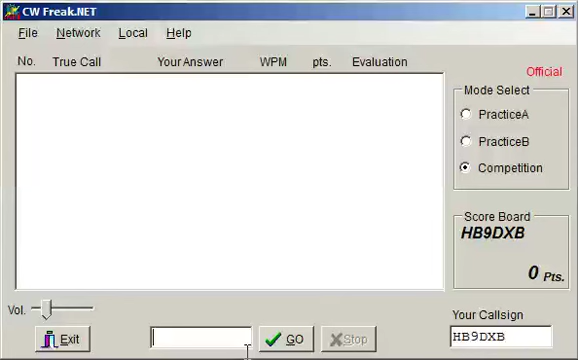 CW Freak.NET
File Network Local Help
No. True Call Your Answer WPM pts. Evaluation
Official
Mode Select
PracticeA
PracticeB
Competition
Score Board
HB9DXB
0 Pts.
Vol.
Exit
GO
Stop
Your Callsign
HB9DXB